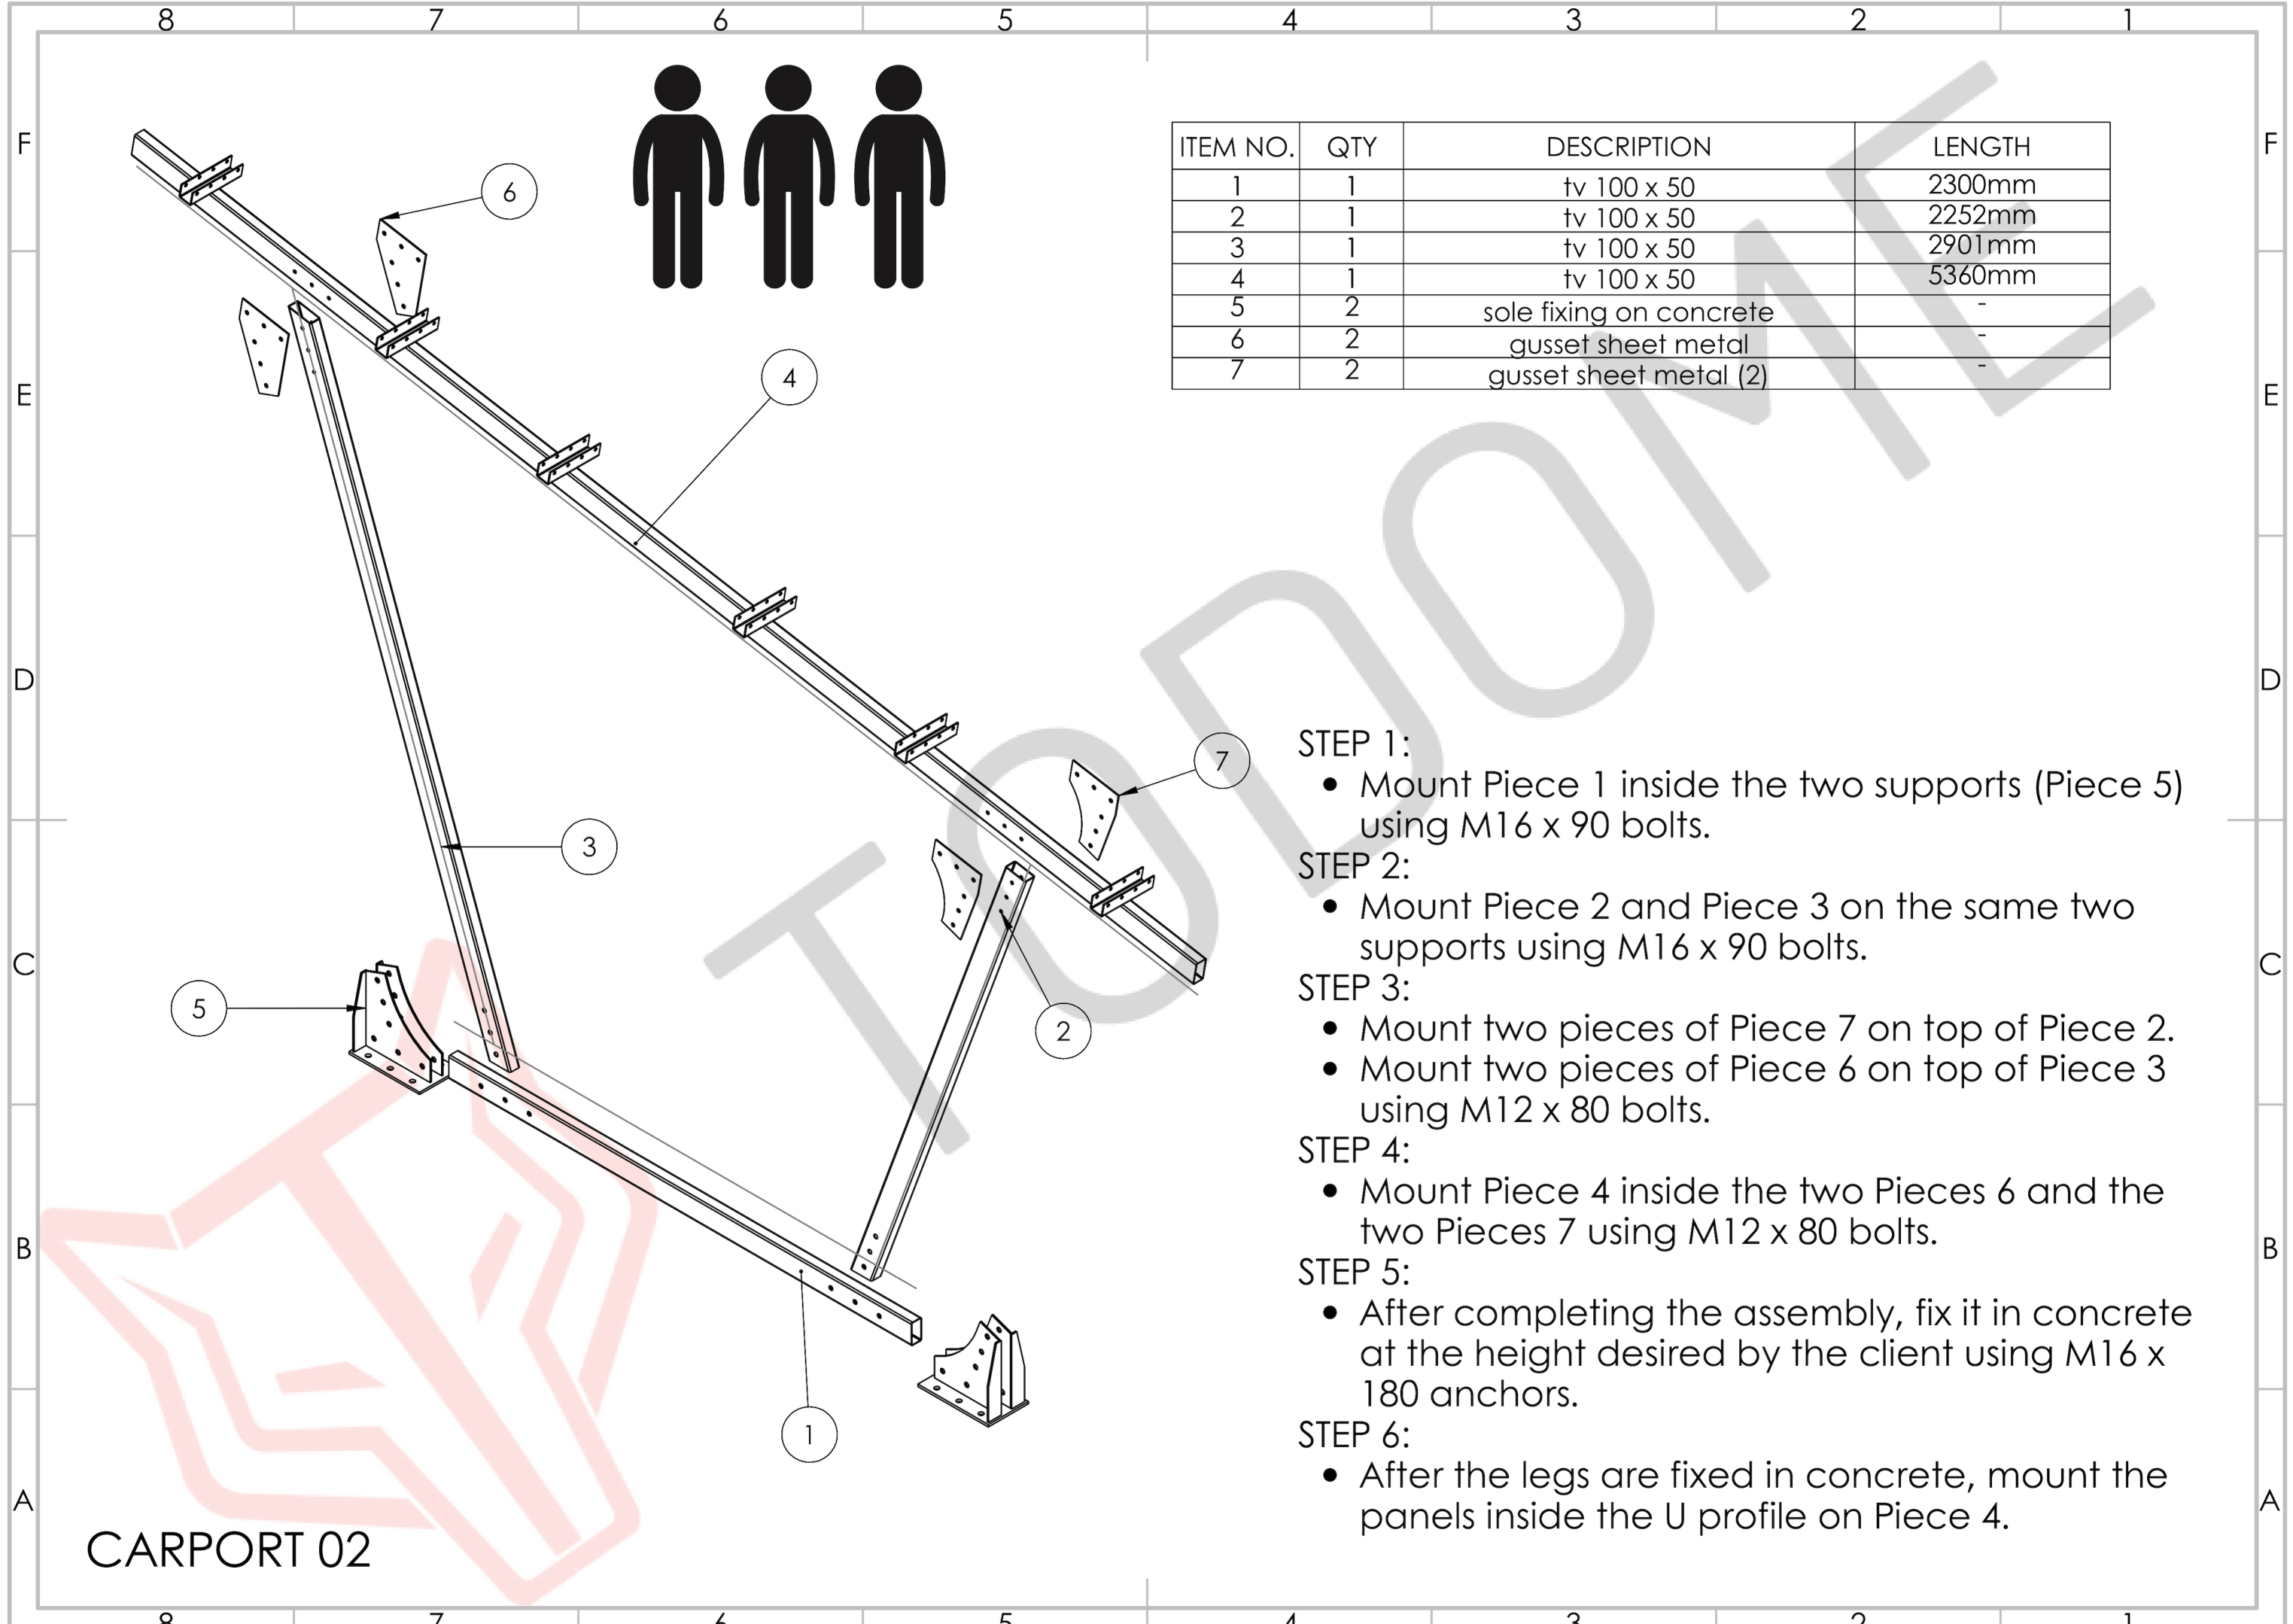 8 7 6 5 4 3 2 1
F F
E E
D D
C C
B B
A A
6
4
7
3
5
2
1
ITEM NO. QTY DESCRIPTION LENGTH
1 1 tv 100 x 50 2300mm
2 1 tv 100 x 50 2252mm
3 1 tv 100 x 50 2901mm
4 1 tv 100 x 50 5360mm
5 2 sole fixing on concrete -
6 2 gusset sheet metal -
7 2 gusset sheet metal (2) -
TODOME
STEP 1:
• Mount Piece 1 inside the two supports (Piece 5)
using M16 x 90 bolts.
STEP 2:
• Mount Piece 2 and Piece 3 on the same two
supports using M16 x 90 bolts.
STEP 3:
• Mount two pieces of Piece 7 on top of Piece 2.
• Mount two pieces of Piece 6 on top of Piece 3
using M12 x 80 bolts.
STEP 4:
• Mount Piece 4 inside the two Pieces 6 and the
two Pieces 7 using M12 x 80 bolts.
STEP 5:
• After completing the assembly, fix it in concrete
at the height desired by the client using M16 x
180 anchors.
STEP 6:
• After the legs are fixed in concrete, mount the
panels inside the U profile on Piece 4.
CARPORT 02
8 7 6 5 4 3 2 1